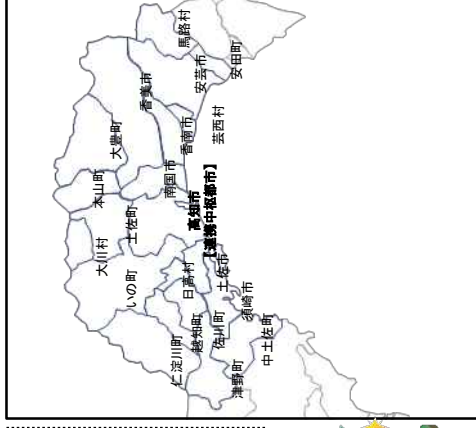 馬路村
安芸市
安田町
香美市
芸西村
香南市
大豊町
南国市
本山町
高知市
【連携中枢都市】
土佐町
大川村
いの町
日高村
土佐市
須崎市
佐川町
越知町
仁淀川町
中土佐町
津野町